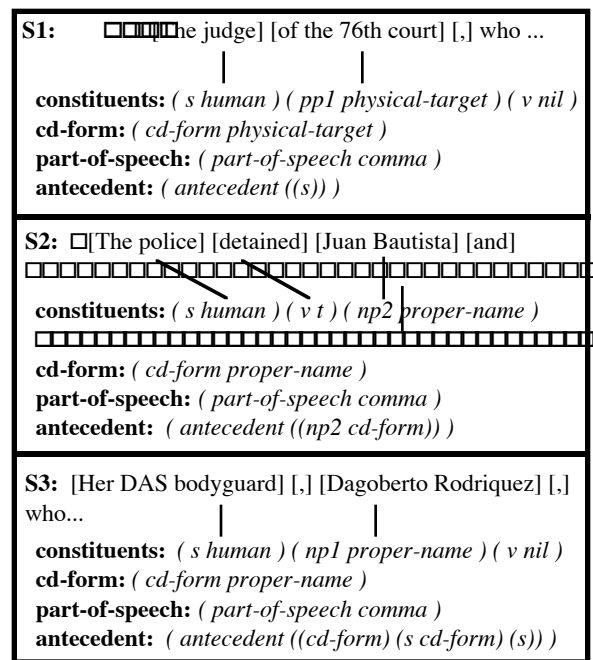 S1: [The judge] [of the 76th court] [,] who ...
constituents: ( s human ) ( pp1 physical-target ) ( v nil )
cd-form: ( cd-form physical-target )
part-of-speech: ( part-of-speech comma )
antecedent: ( antecedent ((s)) )
S2: [The police] [detained] [Juan Bautista] [and]
constituents: ( s human ) ( v t ) ( np2 proper-name )
cd-form: ( cd-form proper-name )
part-of-speech: ( part-of-speech comma )
antecedent: ( antecedent ((np2 cd-form)) )
S3: [Her DAS bodyguard] [,] [Dagoberto Rodriquez] [,]
who...
constituents: ( s human ) ( np1 proper-name ) ( v nil )
cd-form: ( cd-form proper-name )
part-of-speech: ( part-of-speech comma )
antecedent: ( antecedent ((cd-form) (s cd-form) (s)) )